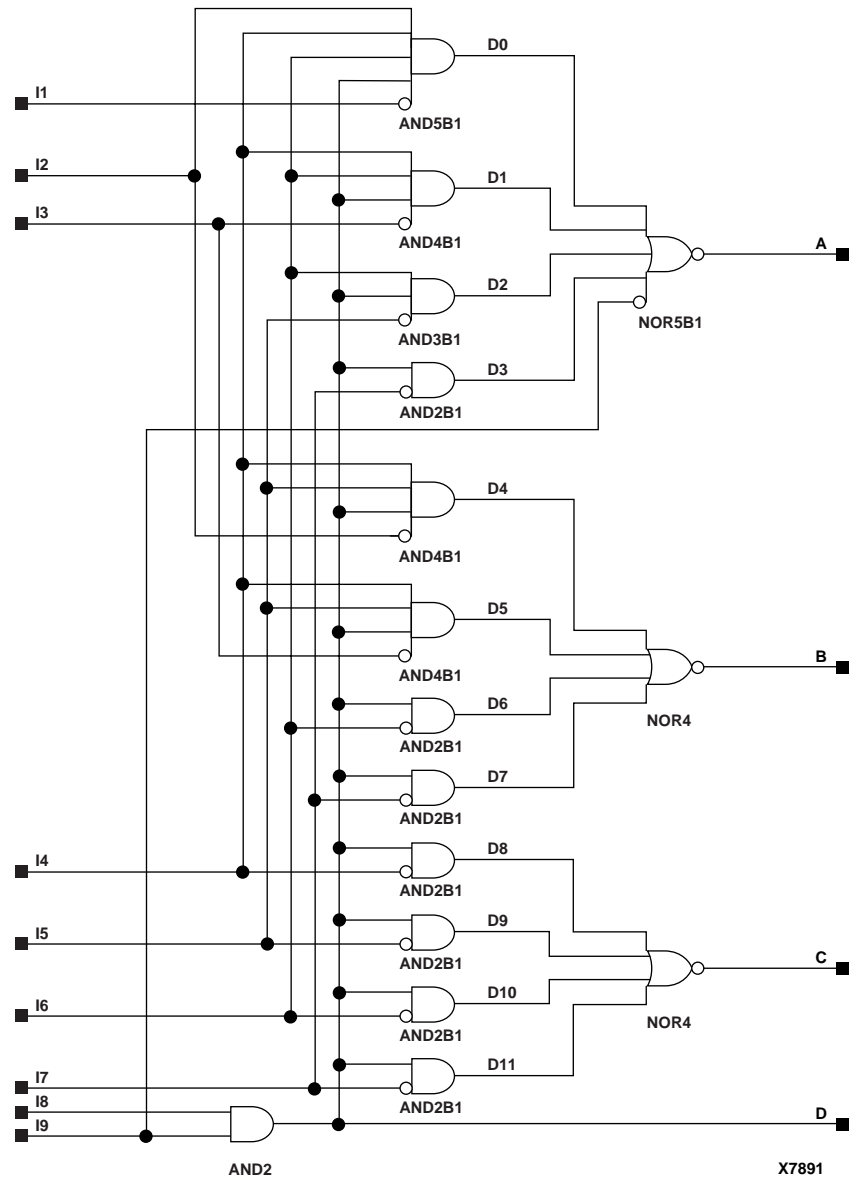 D0
I1
AND5B1
I2
D1
I3
AND4B1
A
D2
AND3B1
NOR5B1
D3
AND2B1
D4
AND4B1
D5
B
AND4B1
D6
NOR4
AND2B1
D7
AND2B1
D8
I4
AND2B1
D9
I5
C
AND2B1
D10
I6
NOR4
AND2B1
D11
I7
AND2B1
I8
D
I9
AND2
X7891